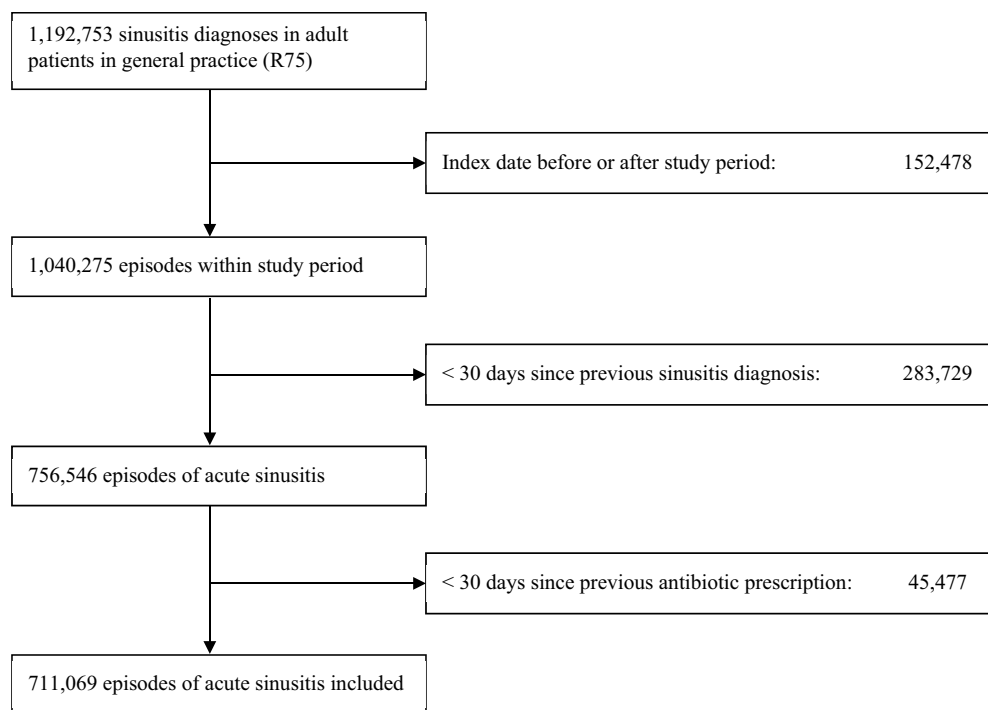 1,192,753 sinusitis diagnoses in adult
patients in general practice (R75)
Index date before or after study period: 152,478
1,040,275 episodes within study period
< 30 days since previous sinusitis diagnosis: 283,729
756,546 episodes of acute sinusitis
< 30 days since previous antibiotic prescription: 45,477
711,069 episodes of acute sinusitis included